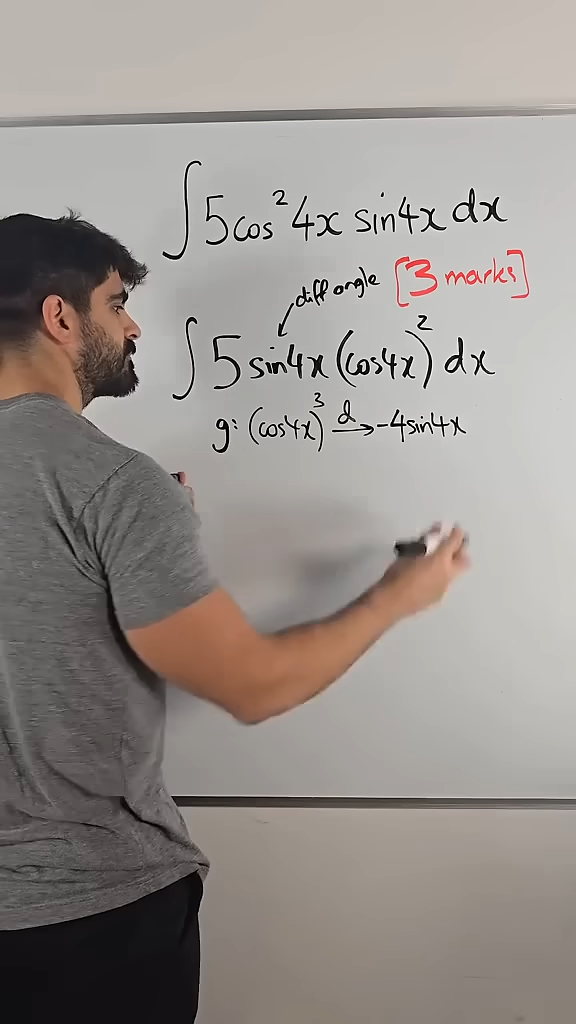 ∫ 5cos²4x sin4x dx
diff angle [3 marks]
∫ 5 sin4x (cos4x)² dx
g: (cos4x)³ d→ -4sin4x